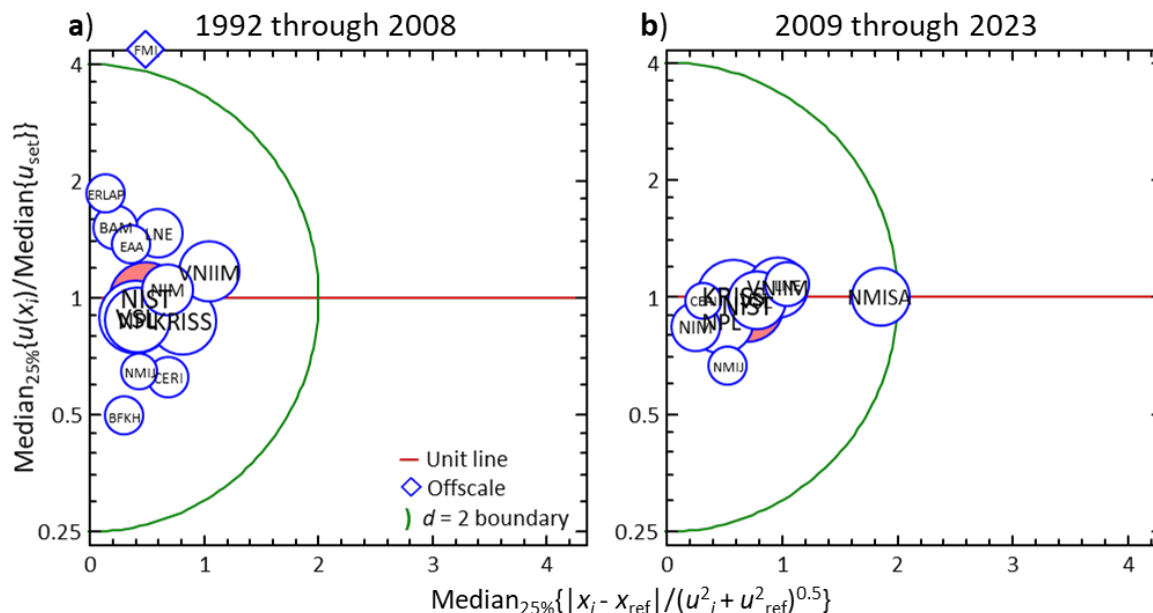 a) 1992 through 2008
b) 2009 through 2023
Median25%{u(xi)/Median{uset}}
4
2
1
0.5
0.25
FMI
ERLAP
BAM
LNE
EAA
VNIIM
NIM
NIST
VSL
NPL
KRISS
NMIJ
CERI
BFKH
Unit line
Offscale
d = 2 boundary
0 1 2 3 4
4
2
1
0.5
0.25
VNIIM
LNE
KRISS
CERI
NMISA
NIST
NIM
NPL
NMIJ
0 1 2 3 4
Median25%{|xi - xref|/(u²i + u²ref)0.5}